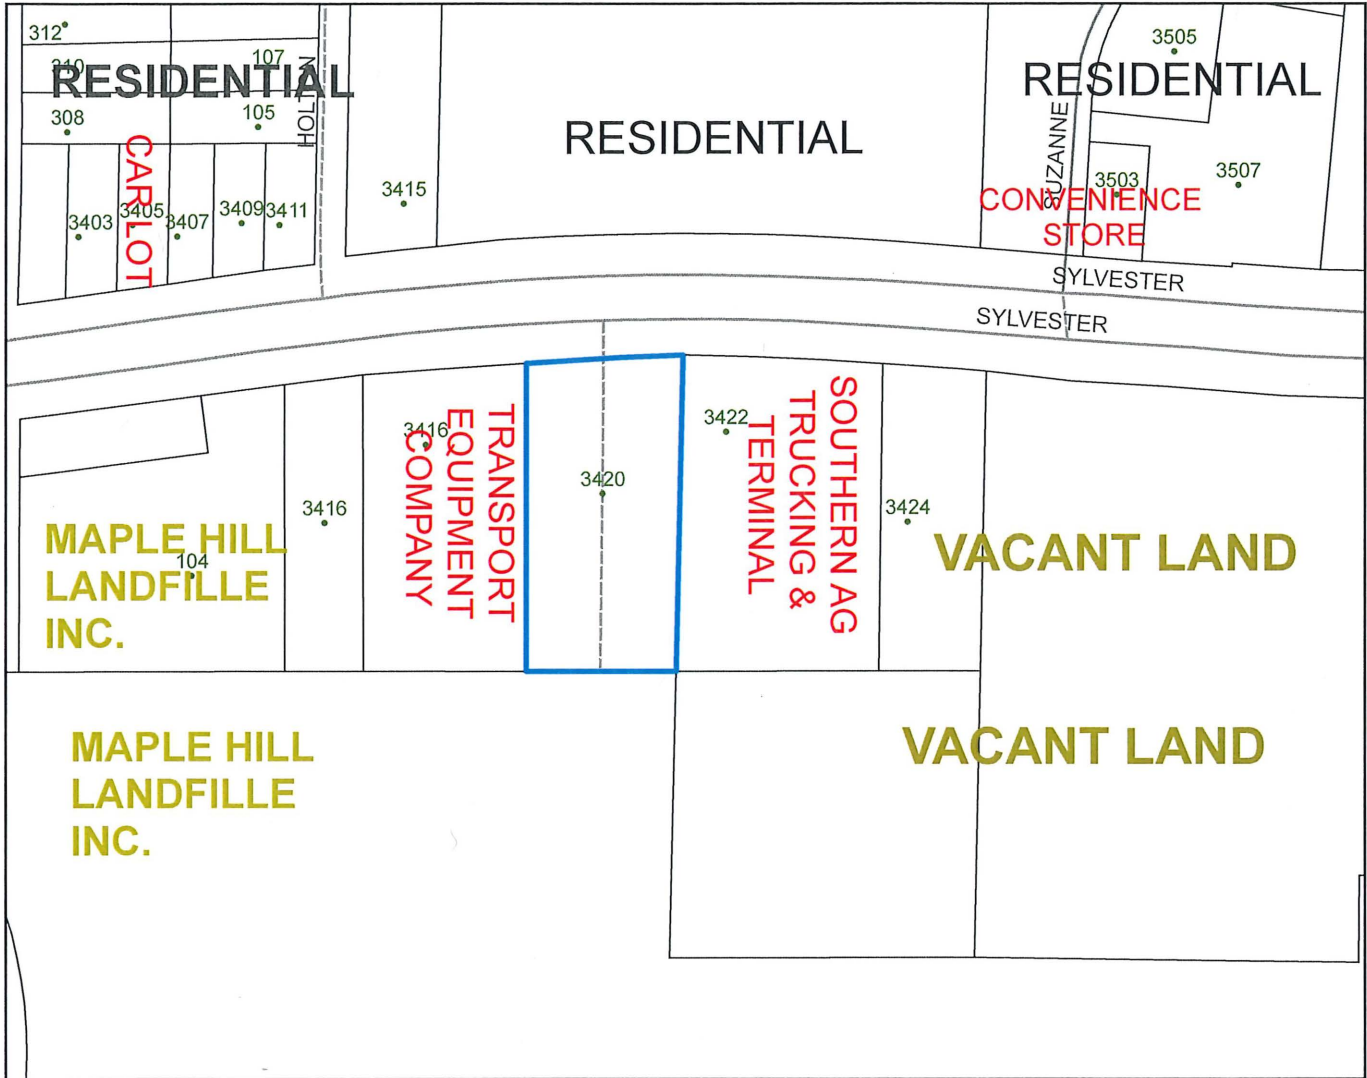 312
310
107
RESIDENTIAL
308
105
HOLTON
CAR LOT
3403
3405
3407
3409
3411
3415
RESIDENTIAL
3505
RESIDENTIAL
SUZANNE
3503
3507
CONVENIENCE
STORE
SYLVESTER
SYLVESTER
3416
TRANSPORT
EQUIPMENT
COMPANY
3420
3422
SOUTHERN AG
TRUCKING &
TERMINAL
3416
3424
MAPLE HILL
LANDFILLE
INC.
104
VACANT LAND
MAPLE HILL
LANDFILLE
INC.
VACANT LAND